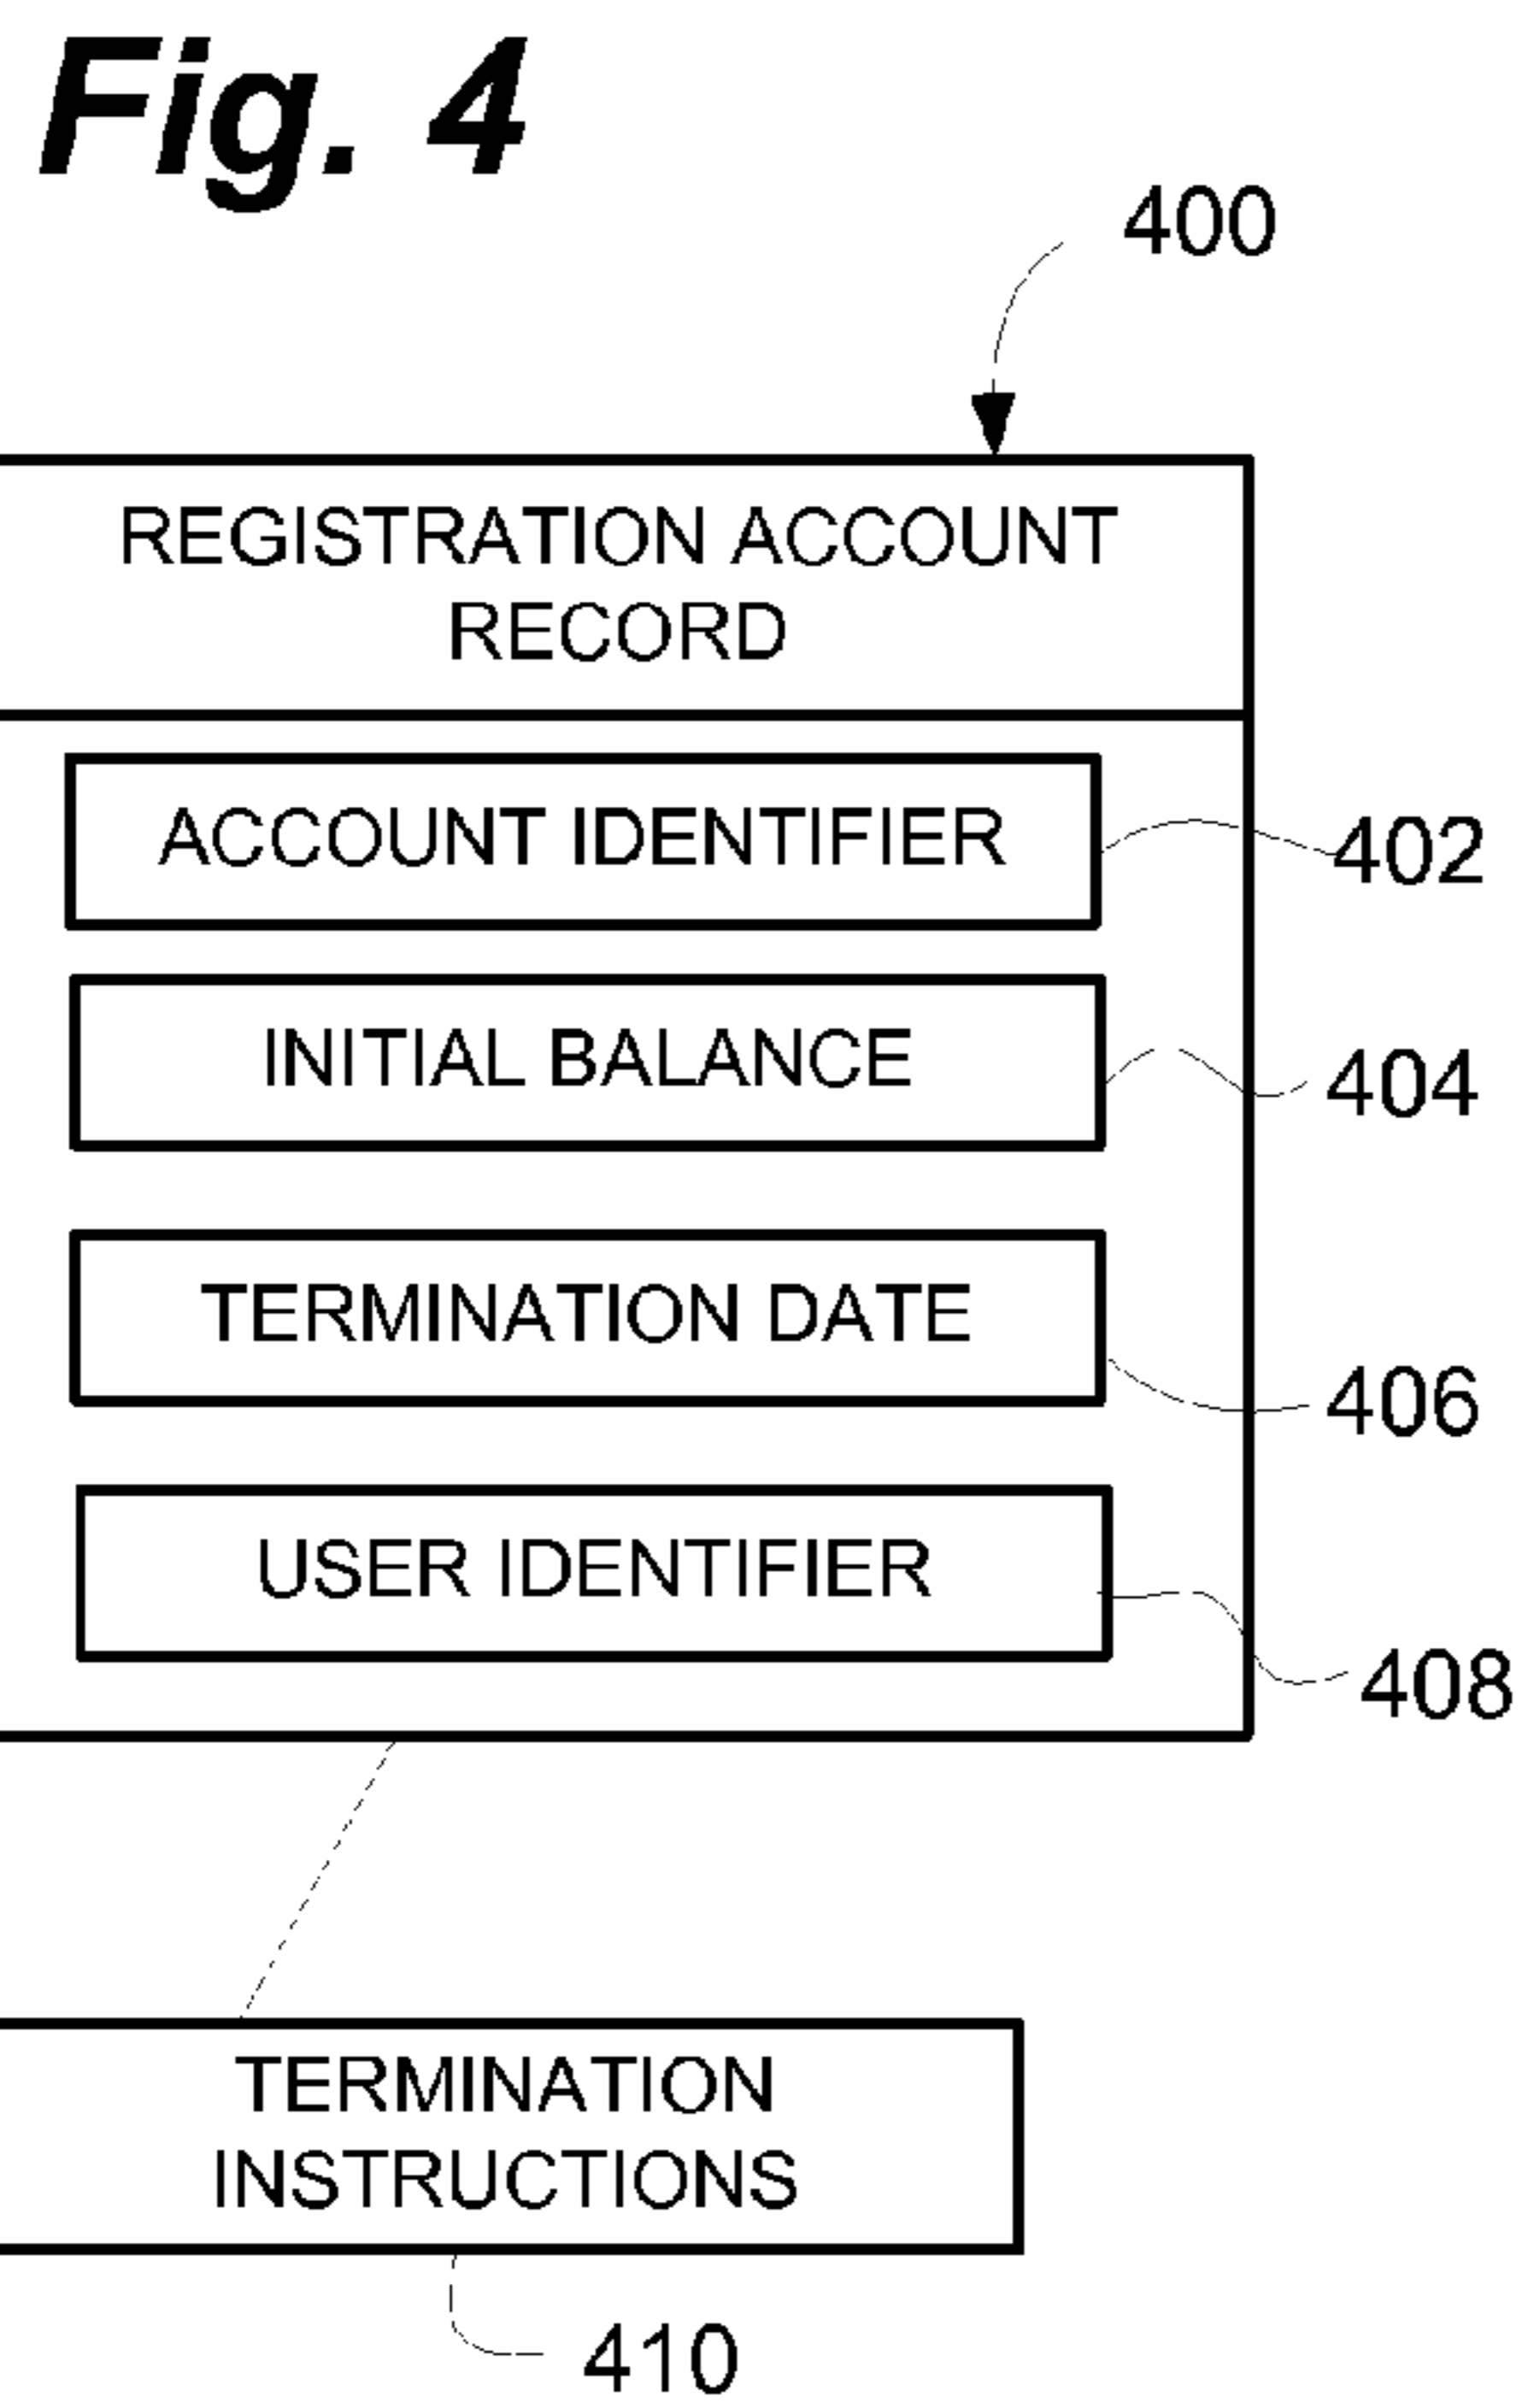 Fig. 4
400
REGISTRATION ACCOUNT
RECORD
ACCOUNT IDENTIFIER
402
INITIAL BALANCE
404
TERMINATION DATE
406
USER IDENTIFIER
408
TERMINATION
INSTRUCTIONS
410